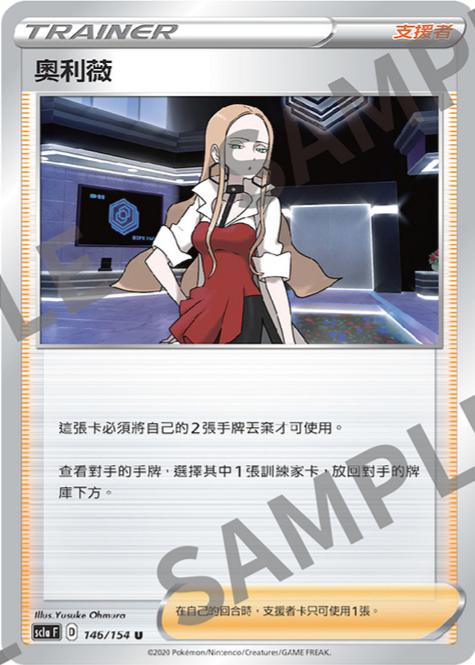 TRAINER 支援者
奧利薇
這張卡必須將自己的2張手牌丟棄才可使用。
查看對手的手牌，選擇其中1張訓練家卡，放回對手的牌
庫下方。
SAMPLE
Illus. Yusuke Ohmura
在自己的回合時，支援者卡只可使用1張。
sc1a F D 146/154 U
©2020 Pokémon/Nintendo/Creatures/GAME FREAK.